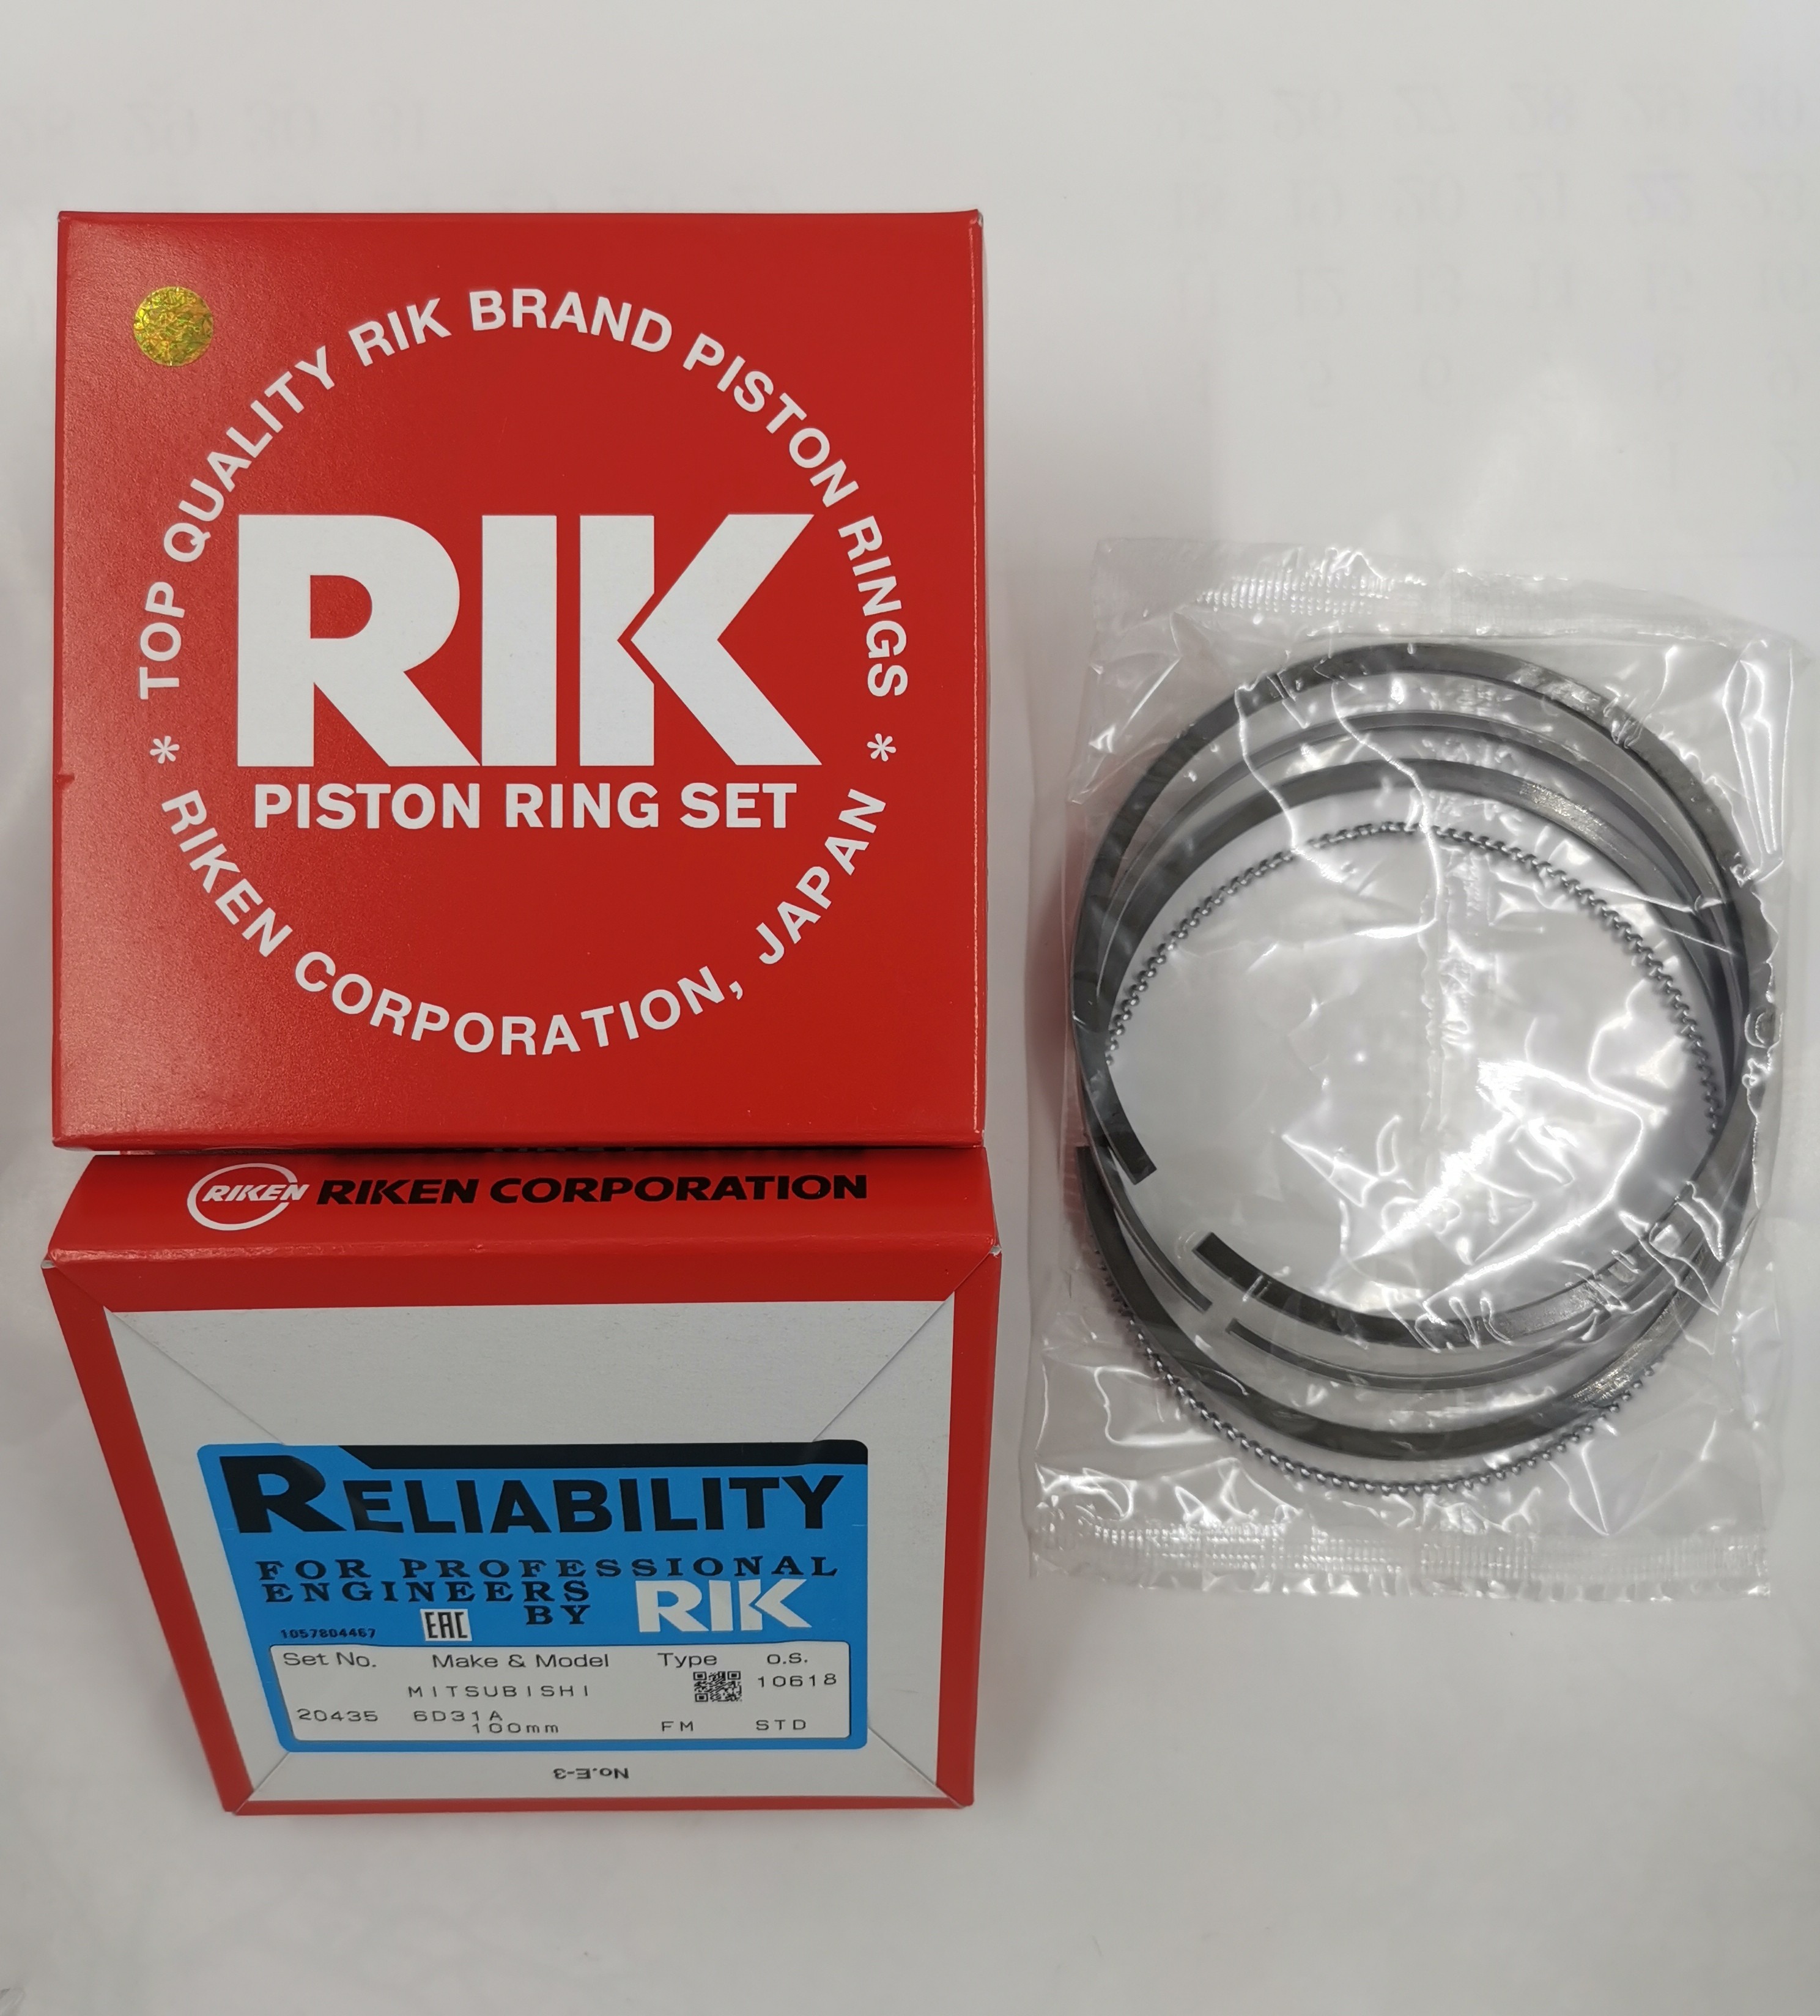 * TOP QUALITY RIK BRAND PISTON RINGS *
RIK
PISTON RING SET
RIKEN CORPORATION, JAPAN
RIKEN RIKEN CORPORATION
RELIABILITY
FOR PROFESSIONAL
ENGINEERS
BY RIK
1057804467 EAC
Set No. Make & Model Type O.S.
MITSUBISHI 10618
20435 6D31A
100mm FM STD
No.E-3